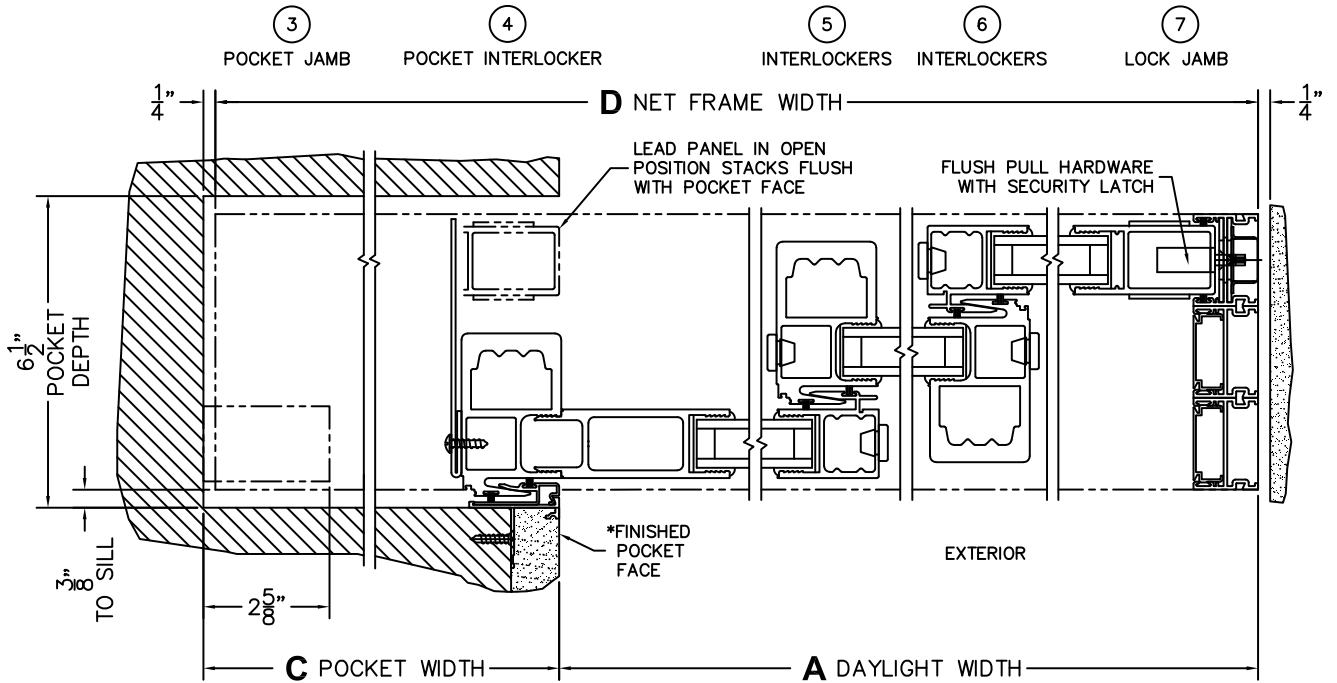 3
POCKET JAMB
4
POCKET INTERLOCKER
5
INTERLOCKERS
6
INTERLOCKERS
7
LOCK JAMB
1/4"
D NET FRAME WIDTH
1/4"
LEAD PANEL IN OPEN
POSITION STACKS FLUSH
WITH POCKET FACE
FLUSH PULL HARDWARE
WITH SECURITY LATCH
6 1/2"
POCKET
DEPTH
3/8"
TO SILL
2 5/8"
*FINISHED
POCKET
FACE
EXTERIOR
C POCKET WIDTH
A DAYLIGHT WIDTH